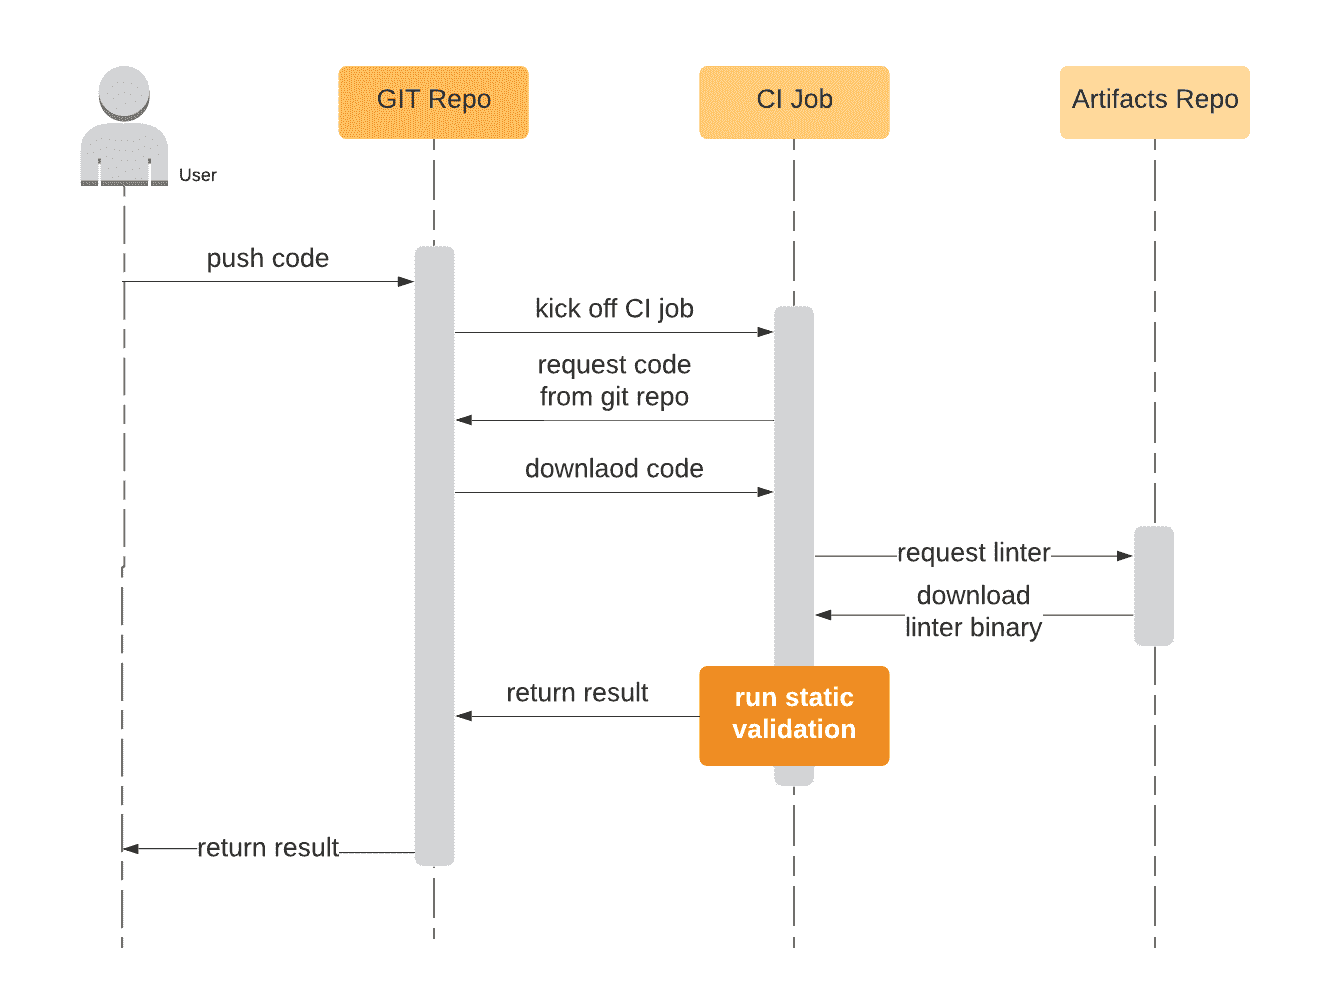 GIT Repo
CI Job
Artifacts Repo
User
push code
kick off CI job
request code
from git repo
downlaod code
request linter
download
linter binary
return result
run static
validation
return result